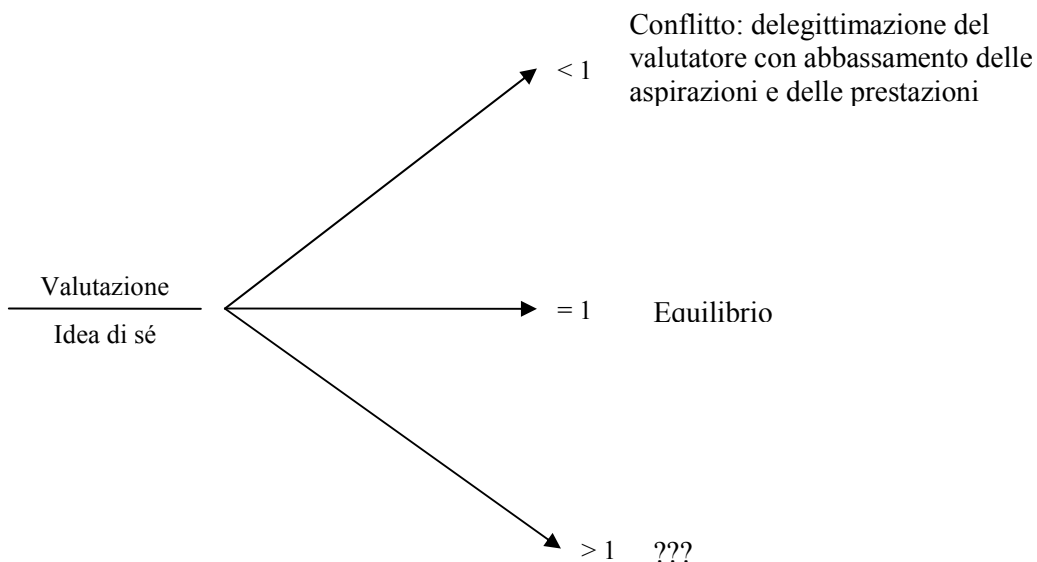 Conflitto: delegittimazione del
< 1 valutatore con abbassamento delle
aspirazioni e delle prestazioni
Valutazione
Idea di sé
= 1 Equilibrio
> 1 ???